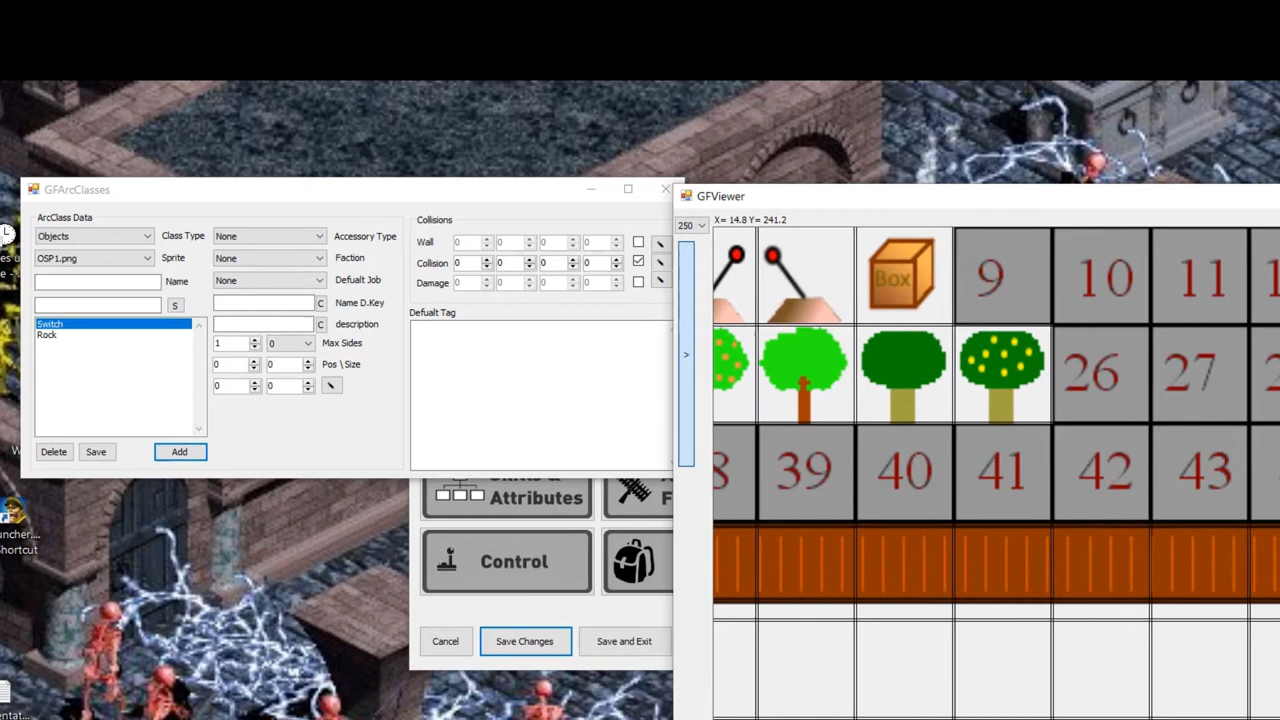 GFArcClasses
ArcClass Data
Objects
Class Type
None
Accessory Type
OSP1.png
Sprite
None
Faction
Name
None
Defualt Job
S
Name D.Key
C
Switch
Rock
C
description
1
0
Max Sides
0
0
Pos \Size
0
0
Delete
Save
Add
Collisions
Wall
0
0
0
0
Collision
0
0
0
0
Damage
0
0
0
0
Defualt Tag
Attributes
F
Control
Cancel
Save Changes
Save and Exit
GFViewer
250
X= 14.8 Y= 241.2
>
Box
9
10
11
26
27
39
40
41
42
43
Shortcut